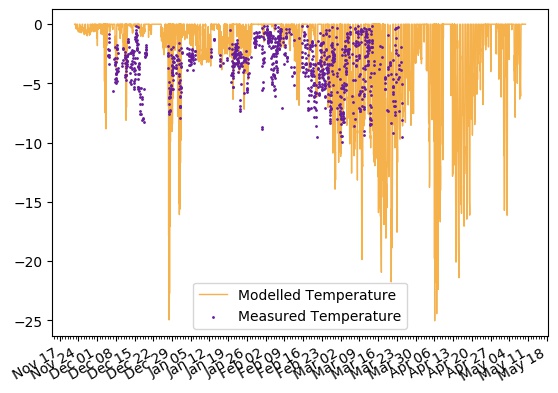 0
−5
−10
−15
−20
−25
Modelled Temperature
Measured Temperature
Nov 17
Nov 24
Dec 01
Dec 08
Dec 15
Dec 22
Dec 29
Jan 05
Jan 12
Jan 19
Jan 26
Feb 02
Feb 09
Feb 16
Feb 23
Mar 02
Mar 09
Mar 16
Mar 23
Mar 30
Apr 06
Apr 13
Apr 20
Apr 27
May 04
May 11
May 18